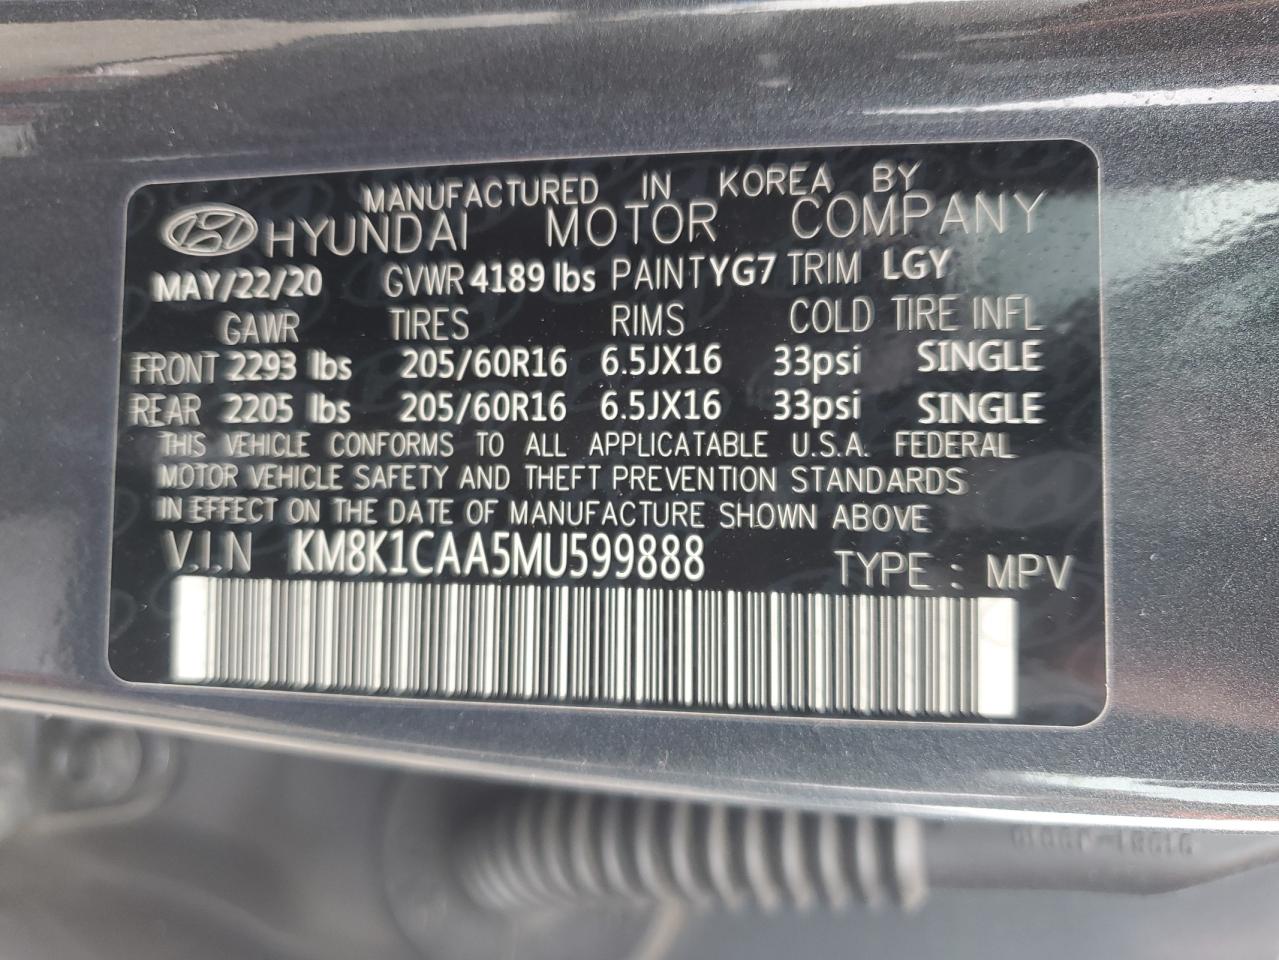 MANUFACTURED IN KOREA BY
HYUNDAI MOTOR COMPANY
MAY/22/20 GVWR 4189 lbs PAINT YG7 TRIM LGY
GAWR TIRES RIMS COLD TIRE INFL
FRONT 2293 lbs 205/60R16 6.5JX16 33psi SINGLE
REAR 2205 lbs 205/60R16 6.5JX16 33psi SINGLE
THIS VEHICLE CONFORMS TO ALL APPLICATABLE U.S.A. FEDERAL
MOTOR VEHICLE SAFETY AND THEFT PREVENTION STANDARDS
IN EFFECT ON THE DATE OF MANUFACTURE SHOWN ABOVE
V.I.N KM8K1CAA5MU599888 TYPE : MPV